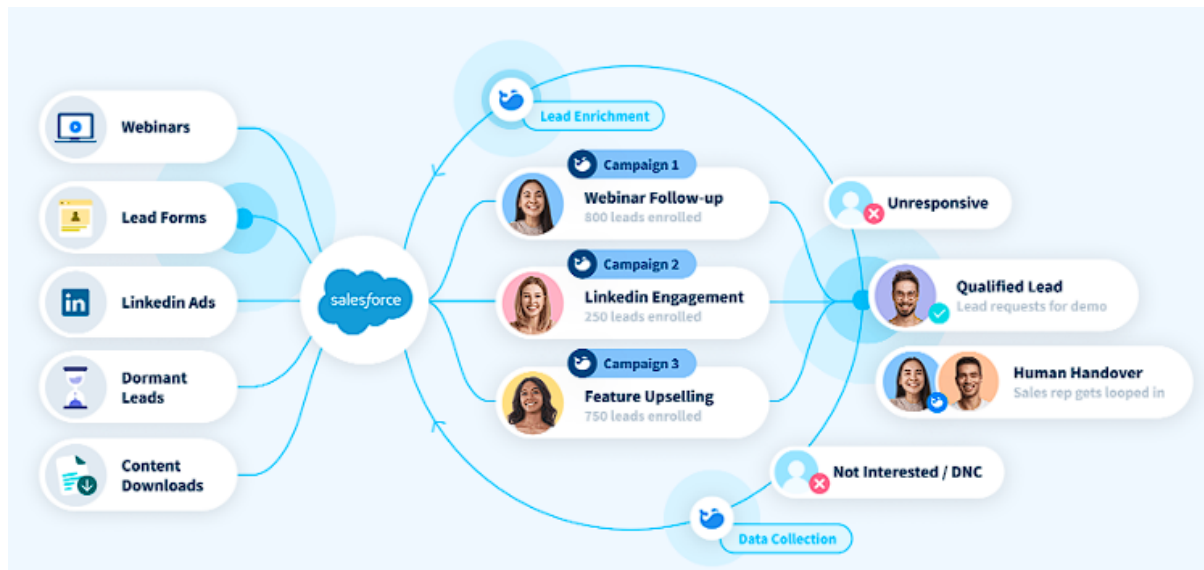 Webinars
Lead Forms
in
Linkedin Ads
Dormant
Leads
Content
Downloads
salesforce
Lead Enrichment
Campaign 1
Webinar Follow-up
800 leads enrolled
Campaign 2
Linkedin Engagement
250 leads enrolled
Campaign 3
Feature Upselling
750 leads enrolled
Unresponsive
Qualified Lead
Lead requests for demo
Human Handover
Sales rep gets looped in
Not Interested / DNC
Data Collection